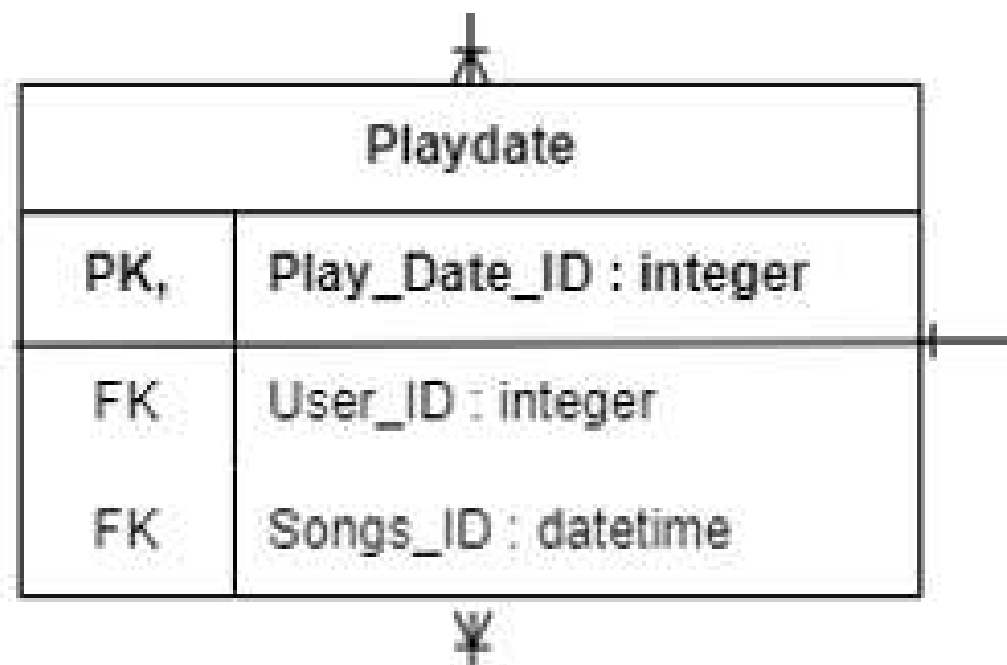 Playdate
PK, Play_Date_ID : integer
FK User_ID : integer
FK Songs_ID : datetime